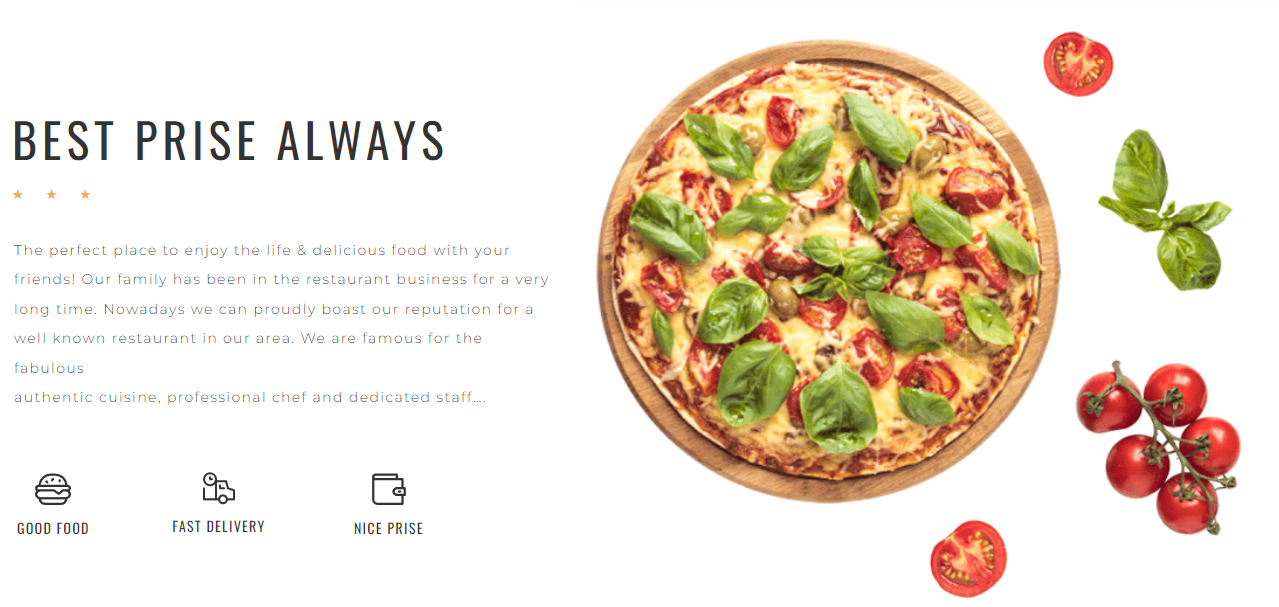 BEST PRISE ALWAYS
The perfect place to enjoy the life & delicious food with your
friends! Our family has been in the restaurant business for a very
long time. Nowadays we can proudly boast our reputation for a
well known restaurant in our area. We are famous for the
fabulous
authentic cuisine, professional chef and dedicated staff....
GOOD FOOD
FAST DELIVERY
NICE PRISE